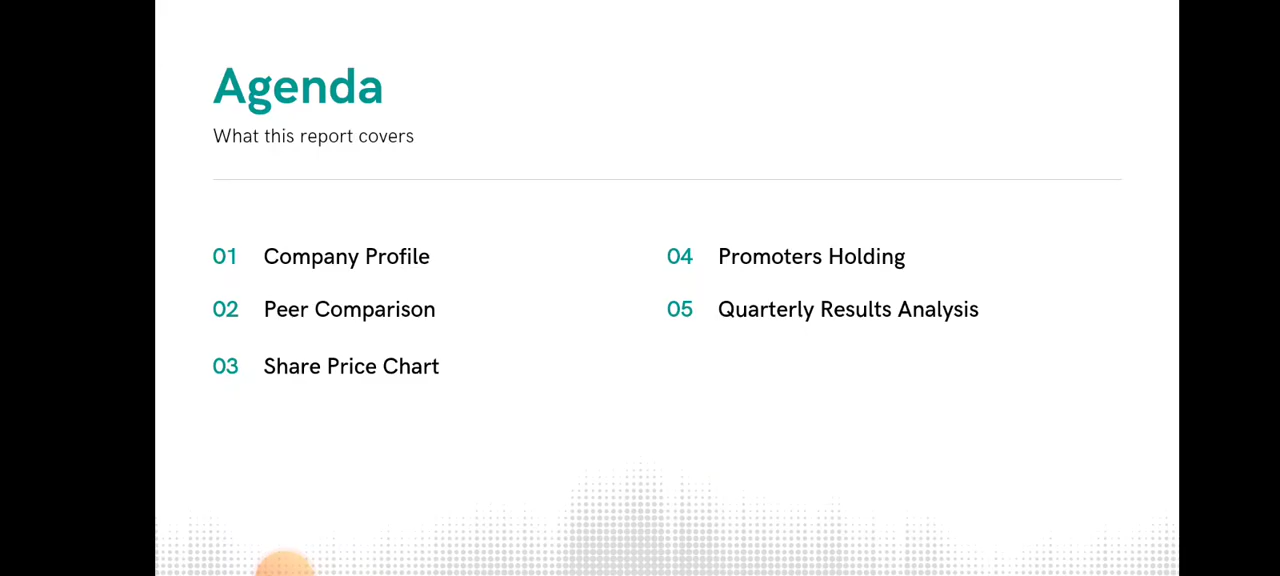 Agenda
What this report covers
01 Company Profile
02 Peer Comparison
03 Share Price Chart
04 Promoters Holding
05 Quarterly Results Analysis